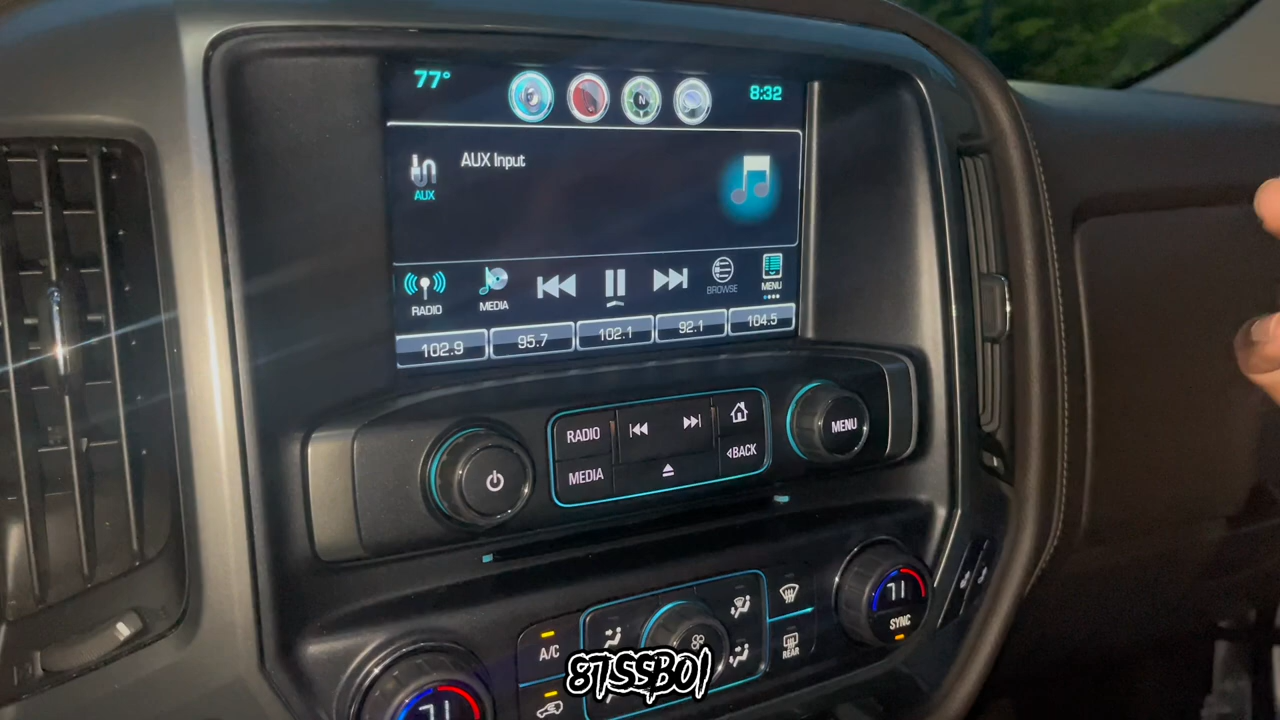 77° N 8:32
AUX Input
AUX
RADIO MEDIA BROWSE MENU
102.9 95.7 102.1 92.1 104.5
RADIO
MEDIA
BACK
MENU
71
SYNC
A/C
REAR
71
87SSBOI